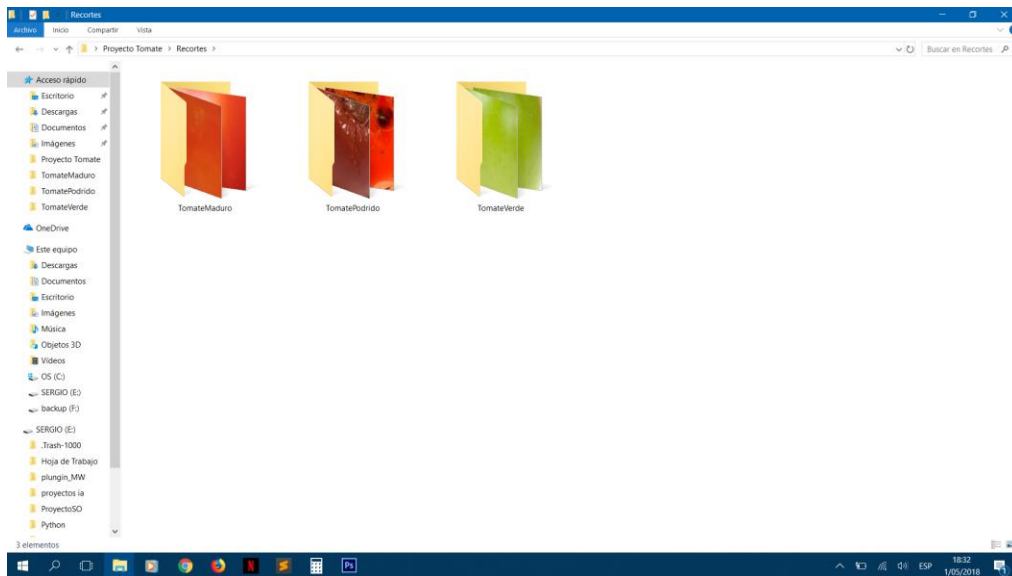 Recortes
Archivo Inicio Compartir Vista
Proyecto Tomate > Recortes >
Buscar en Recortes
Acceso rápido
Escritorio
Descargas
Documentos
Imágenes
Proyecto Tomate
TomateMaduro
TomatePodrido
TomateVerde
OneDrive
Este equipo
Descargas
Documentos
Escritorio
Imágenes
Música
Objetos 3D
Vídeos
OS (C:)
SERGIO (E:)
backup (F:)
SERGIO (E:)
.Trash-1000
Hoja de Trabajo
plungin_MW
proyectos ia
ProyectoSO
Python
TomateMaduro TomatePodrido TomateVerde
3 elementos
N Ps
ESP
18:32
1/05/2018